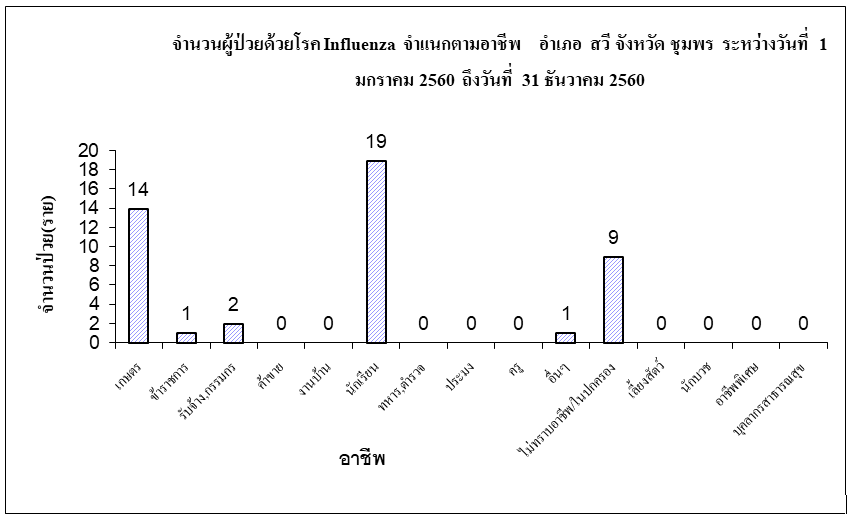 จำนวนผู้ป่วยด้วยโรค Influenza จำแนกตามอาชีพ อำเภอ สวี จังหวัด ชุมพร ระหว่างวันที่ 1
มกราคม 2560 ถึงวันที่ 31 ธันวาคม 2560
จำนวนป่วย(ราย)
20
18
16
14
12
10
8
6
4
2
0
14
1
2
0
0
19
0
0
0
1
9
0
0
0
0
เกษตร
ข้าราชการ
รับจ้าง,กรรมกร
ค้าขาย
งานบ้าน
นักเรียน
ทหาร,ตำรวจ
ประมง
ครู
อื่นๆ
ไม่ทราบอาชีพ/ในปกครอง
เลี้ยงสัตว์
นักบวช
อาชีพพิเศษ
บุคลากรสาธารณสุข
อาชีพ